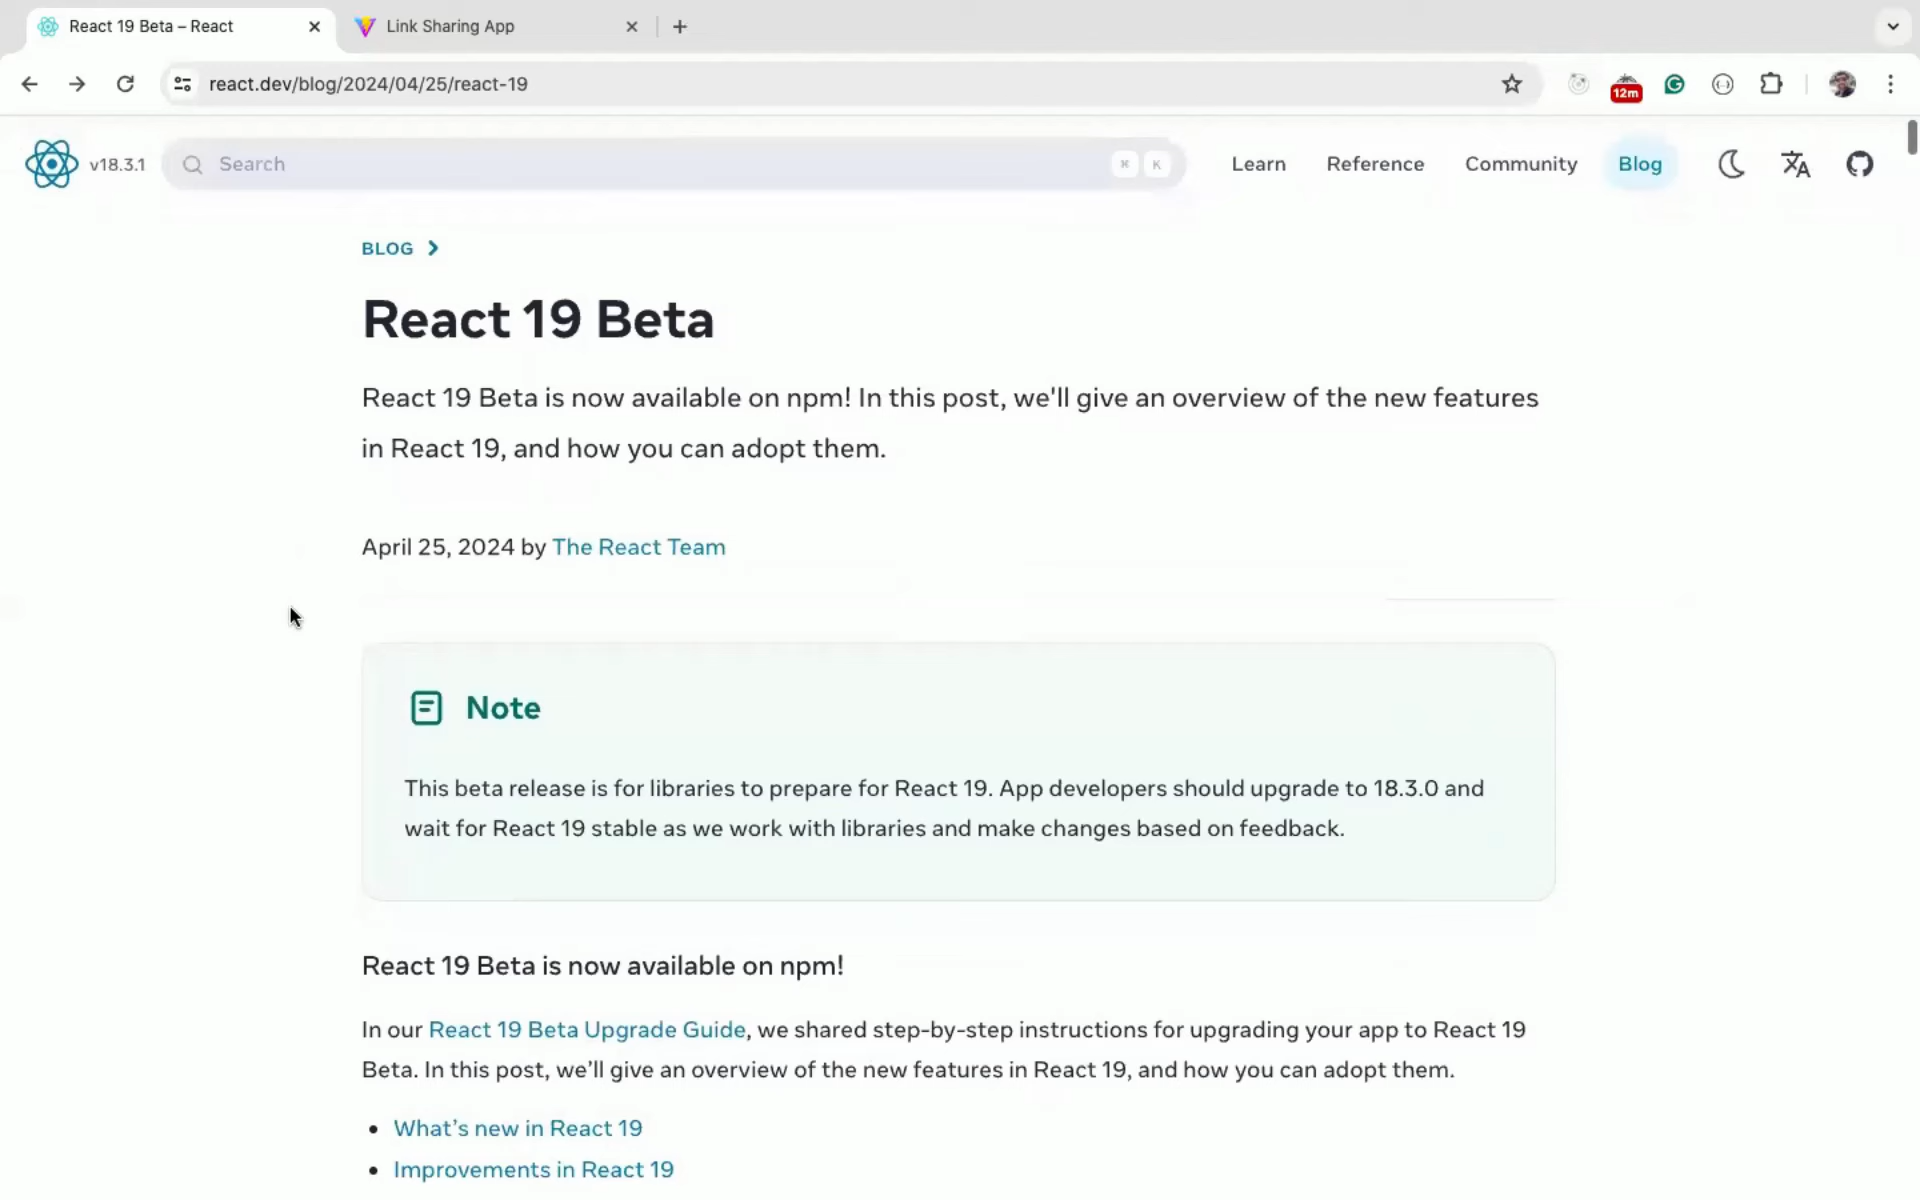 React 19 Beta – React
Link Sharing App
react.dev/blog/2024/04/25/react-19
12m
v18.3.1
Search
⌘ K
Learn
Reference
Community
Blog
BLOG
React 19 Beta
React 19 Beta is now available on npm! In this post, we'll give an overview of the new features
in React 19, and how you can adopt them.
April 25, 2024 by The React Team
Note
This beta release is for libraries to prepare for React 19. App developers should upgrade to 18.3.0 and
wait for React 19 stable as we work with libraries and make changes based on feedback.
React 19 Beta is now available on npm!
In our React 19 Beta Upgrade Guide, we shared step-by-step instructions for upgrading your app to React 19
Beta. In this post, we’ll give an overview of the new features in React 19, and how you can adopt them.
• What’s new in React 19
• Improvements in React 19